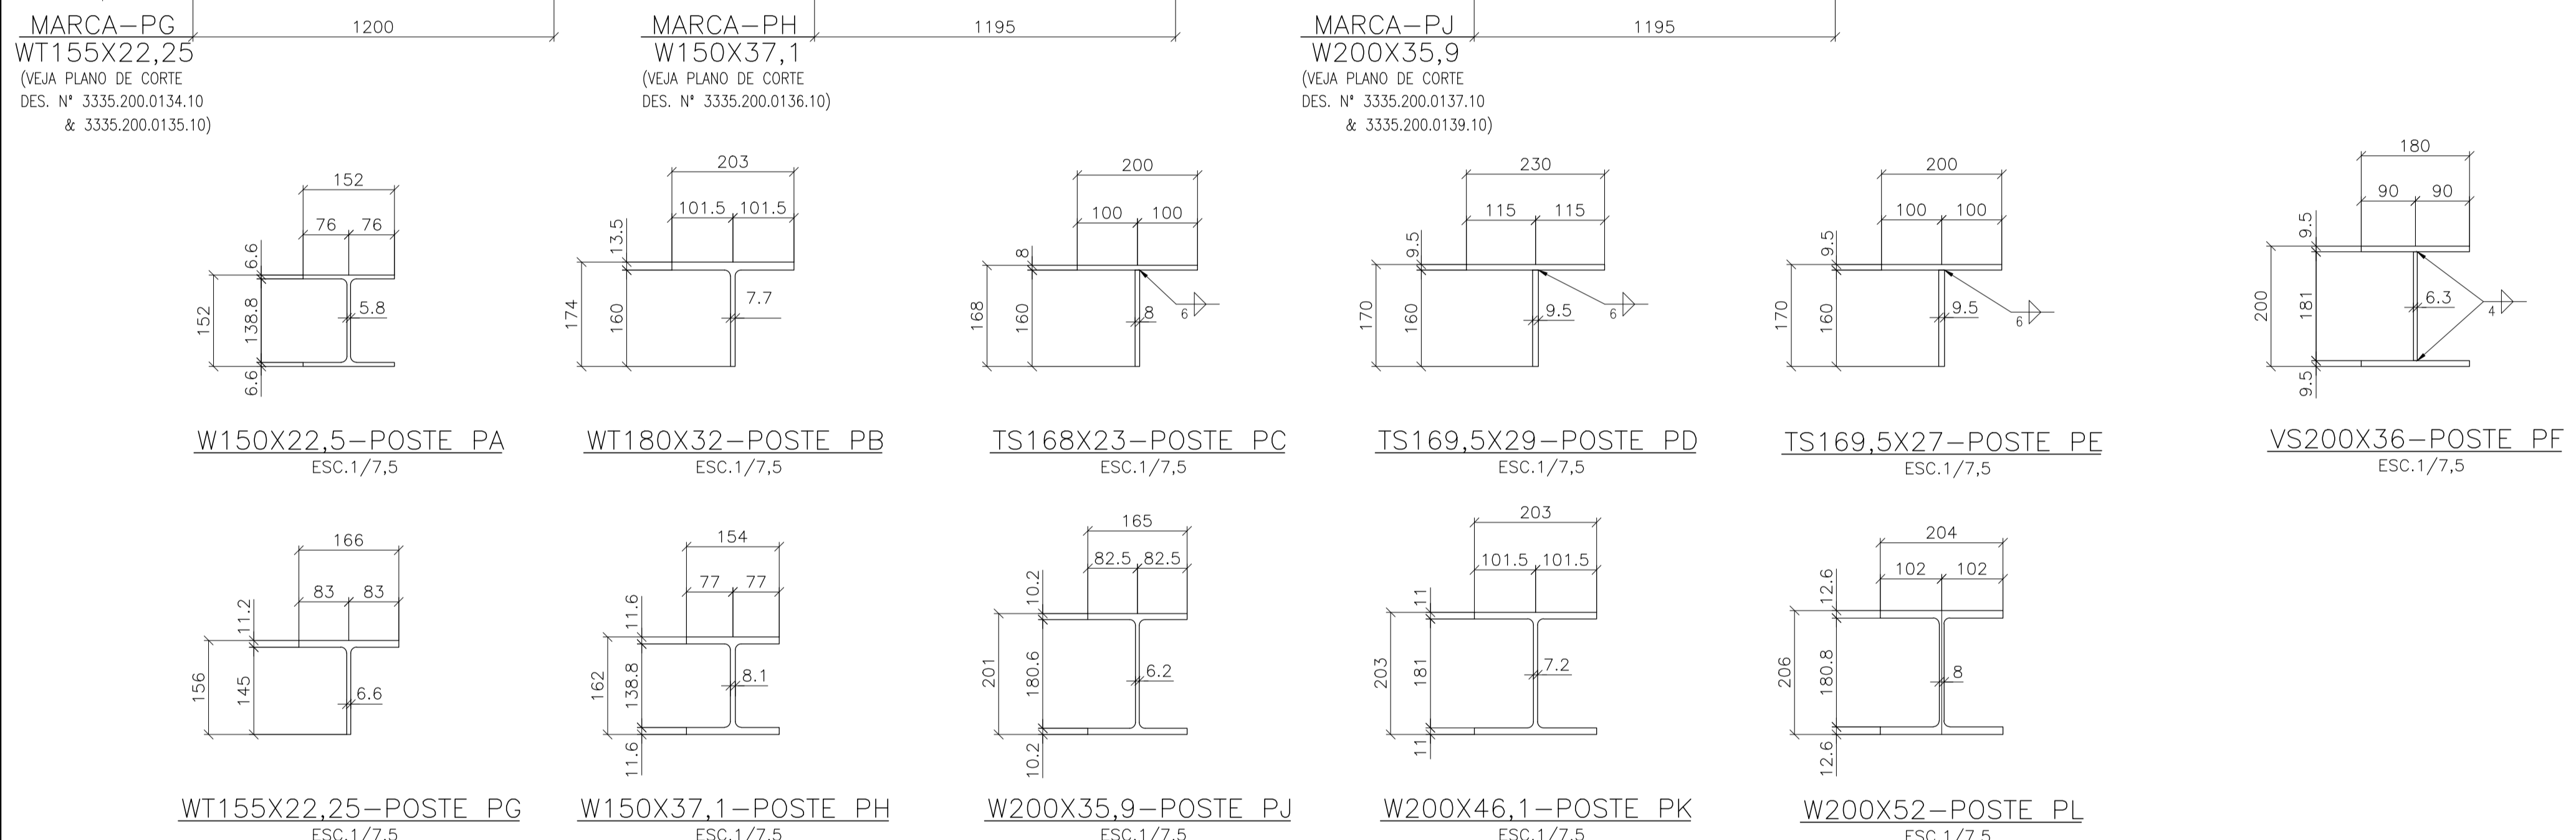 MARCA-PG
1200
WT155X22,25
(VEJA PLANO DE CORTE
DES. Nº 3335.200.0134.10
& 3335.200.0135.10)
MARCA-PH
1195
W150X37,1
(VEJA PLANO DE CORTE
DES. Nº 3335.200.0136.10)
MARCA-PJ
1195
W200X35,9
(VEJA PLANO DE CORTE
DES. Nº 3335.200.0137.10
& 3335.200.0139.10)
152
76 76
6.6
152
138.8
5.8
6.6
W150X22,5-POSTE PA
ESC.1/7,5
203
101.5 101.5
13.5
174
160
7.7
WT180X32-POSTE PB
ESC.1/7,5
200
100 100
8
168
160
8
6
TS168X23-POSTE PC
ESC.1/7,5
230
115 115
9.5
170
160
9.5
6
TS169,5X29-POSTE PD
ESC.1/7,5
200
100 100
9.5
170
160
9.5
6
TS169,5X27-POSTE PE
ESC.1/7,5
180
90 90
9.5
200
181
6.3
4
9.5
VS200X36-POSTE PF
ESC.1/7,5
166
83 83
11.2
156
145
6.6
WT155X22,25-POSTE PG
ESC.1/7,5
154
77 77
11.6
162
138.8
8.1
11.6
W150X37,1-POSTE PH
ESC.1/7,5
165
82.5 82.5
10.2
201
180.6
6.2
10.2
W200X35,9-POSTE PJ
ESC.1/7,5
203
101.5 101.5
11
203
181
7.2
11
W200X46,1-POSTE PK
ESC.1/7,5
204
102 102
12.6
206
180.8
8
12.6
W200X52-POSTE PL
ESC.1/7,5